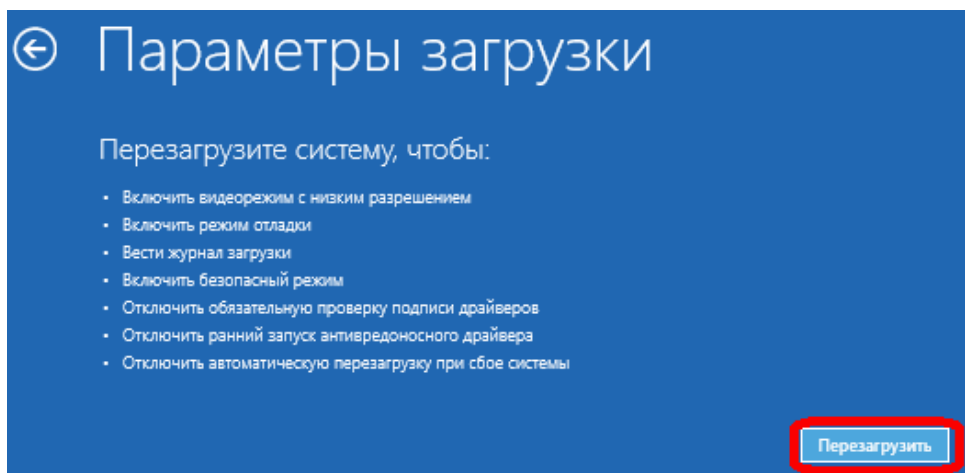 Параметры загрузки
Перезагрузите систему, чтобы:
• Включить видеорежим с низким разрешением
• Включить режим отладки
• Вести журнал загрузки
• Включить безопасный режим
• Отключить обязательную проверку подписи драйверов
• Отключить ранний запуск антивредоносного драйвера
• Отключить автоматическую перезагрузку при сбое системы
Перезагрузить